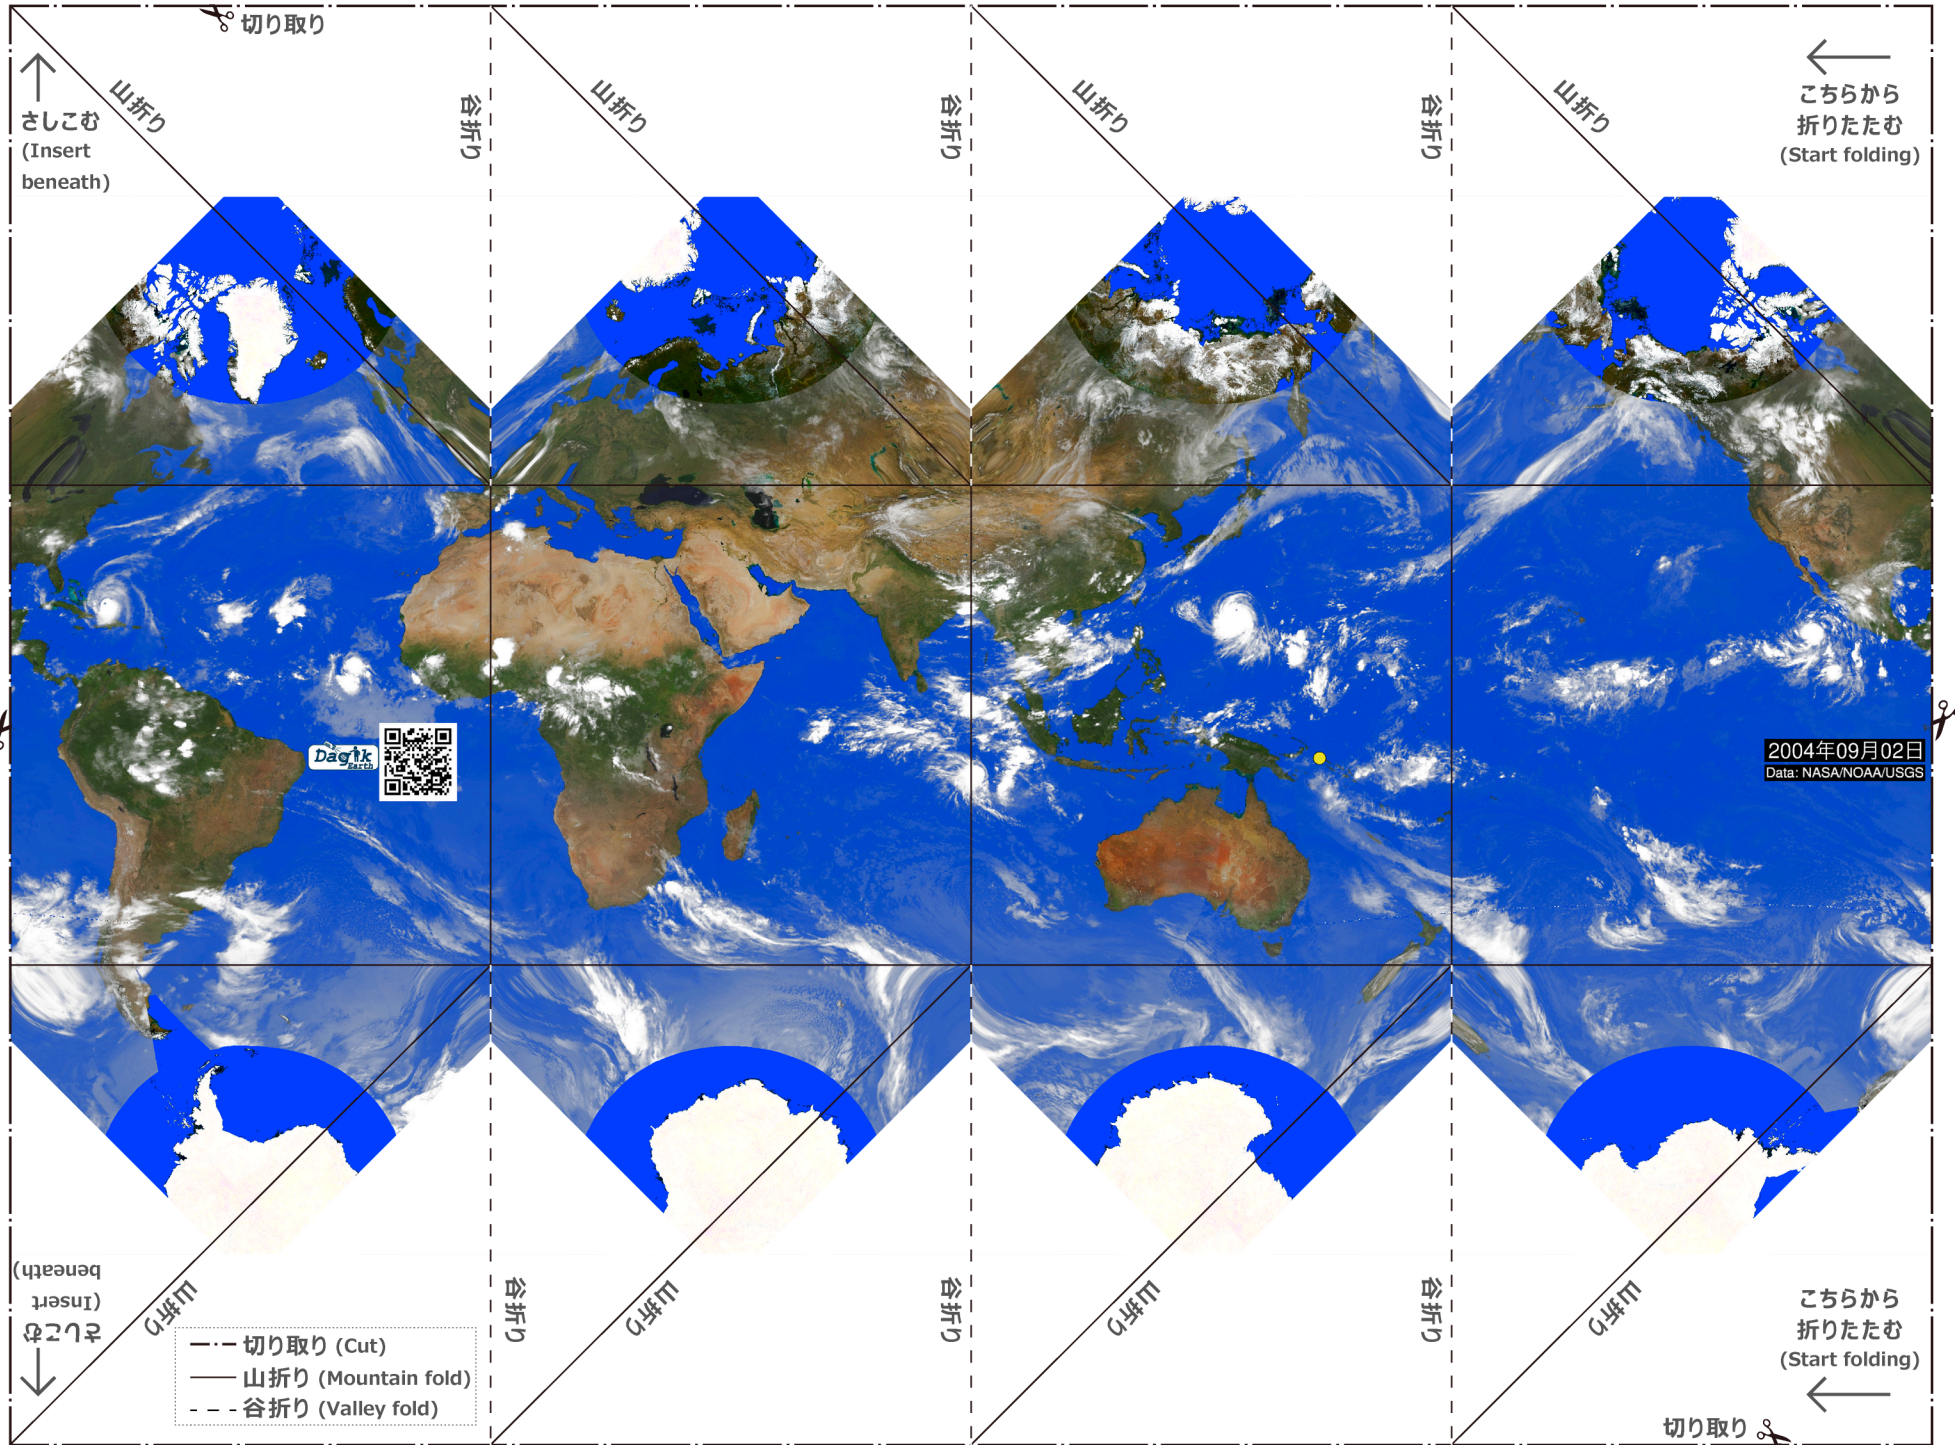 切り取り
さしこむ
(Insert
beneath)
山折り
谷折り
山折り
谷折り
山折り
谷折り
山折り
こちらから
折りたたむ
(Start folding)
Dagik
Earth
2004年09月02日
Data: NASA/NOAA/USGS
さしこむ
(Insert
beneath)
山折り
谷折り
山折り
谷折り
山折り
谷折り
山折り
こちらから
折りたたむ
(Start folding)
切り取り (Cut)
山折り (Mountain fold)
谷折り (Valley fold)
切り取り